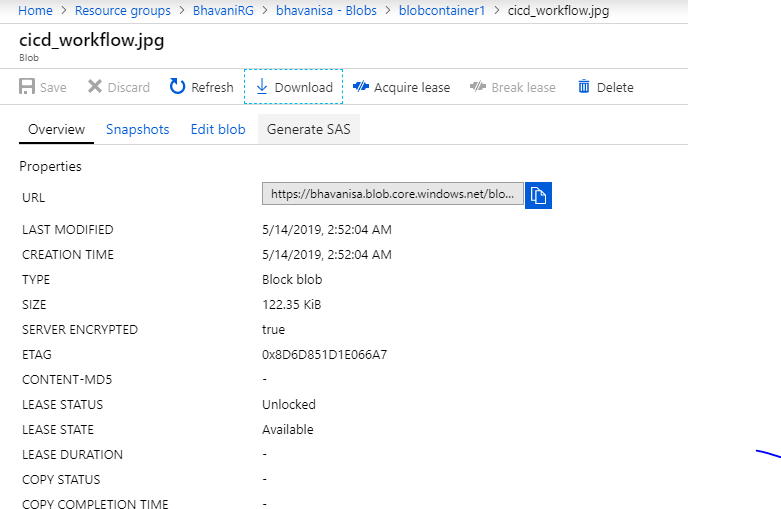 Home > Resource groups > BhavaniRG > bhavanisa - Blobs > blobcontainer1 > cicd_workflow.jpg
cicd_workflow.jpg
Blob
Save Discard Refresh Download Acquire lease Break lease Delete
Overview Snapshots Edit blob Generate SAS
Properties
URL https://bhavanisa.blob.core.windows.net/blo...
LAST MODIFIED 5/14/2019, 2:52:04 AM
CREATION TIME 5/14/2019, 2:52:04 AM
TYPE Block blob
SIZE 122.35 KiB
SERVER ENCRYPTED true
ETAG 0x8D6D851D1E066A7
CONTENT-MD5 -
LEASE STATUS Unlocked
LEASE STATE Available
LEASE DURATION -
COPY STATUS -
COPY COMPLETION TIME -